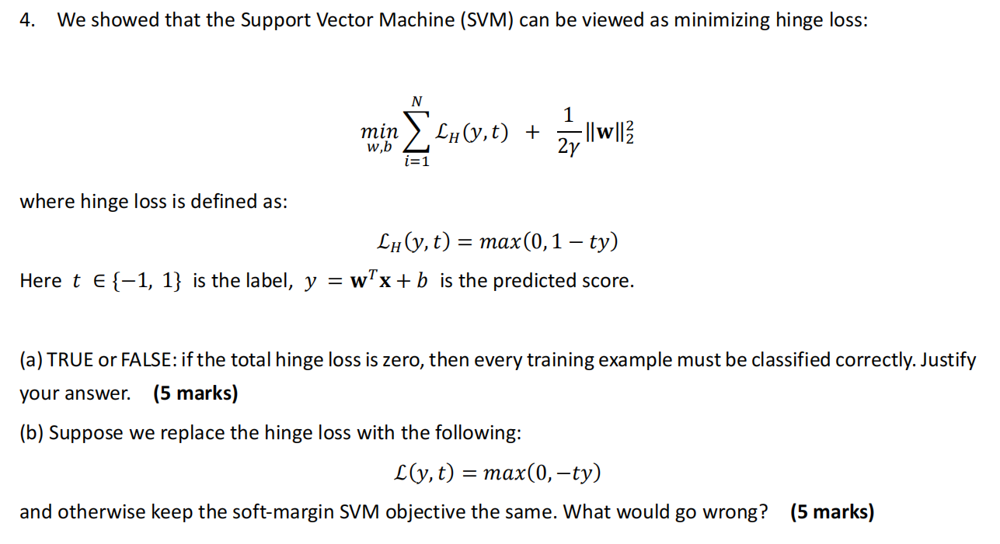 4. We showed that the Support Vector Machine (SVM) can be viewed as minimizing hinge loss:
min_{w,b} ∑_{i=1}^{N} ℒ_H(y, t) + \frac{1}{2γ} ||𝐰||_2^2
where hinge loss is defined as:
ℒ_H(y, t) = max(0, 1 − ty)
Here t ∈ {−1, 1} is the label, y = 𝐰^T 𝐱 + b is the predicted score.
(a) TRUE or FALSE: if the total hinge loss is zero, then every training example must be classified correctly. Justify
your answer. (5 marks)
(b) Suppose we replace the hinge loss with the following:
ℒ(y, t) = max(0, −ty)
and otherwise keep the soft-margin SVM objective the same. What would go wrong? (5 marks)